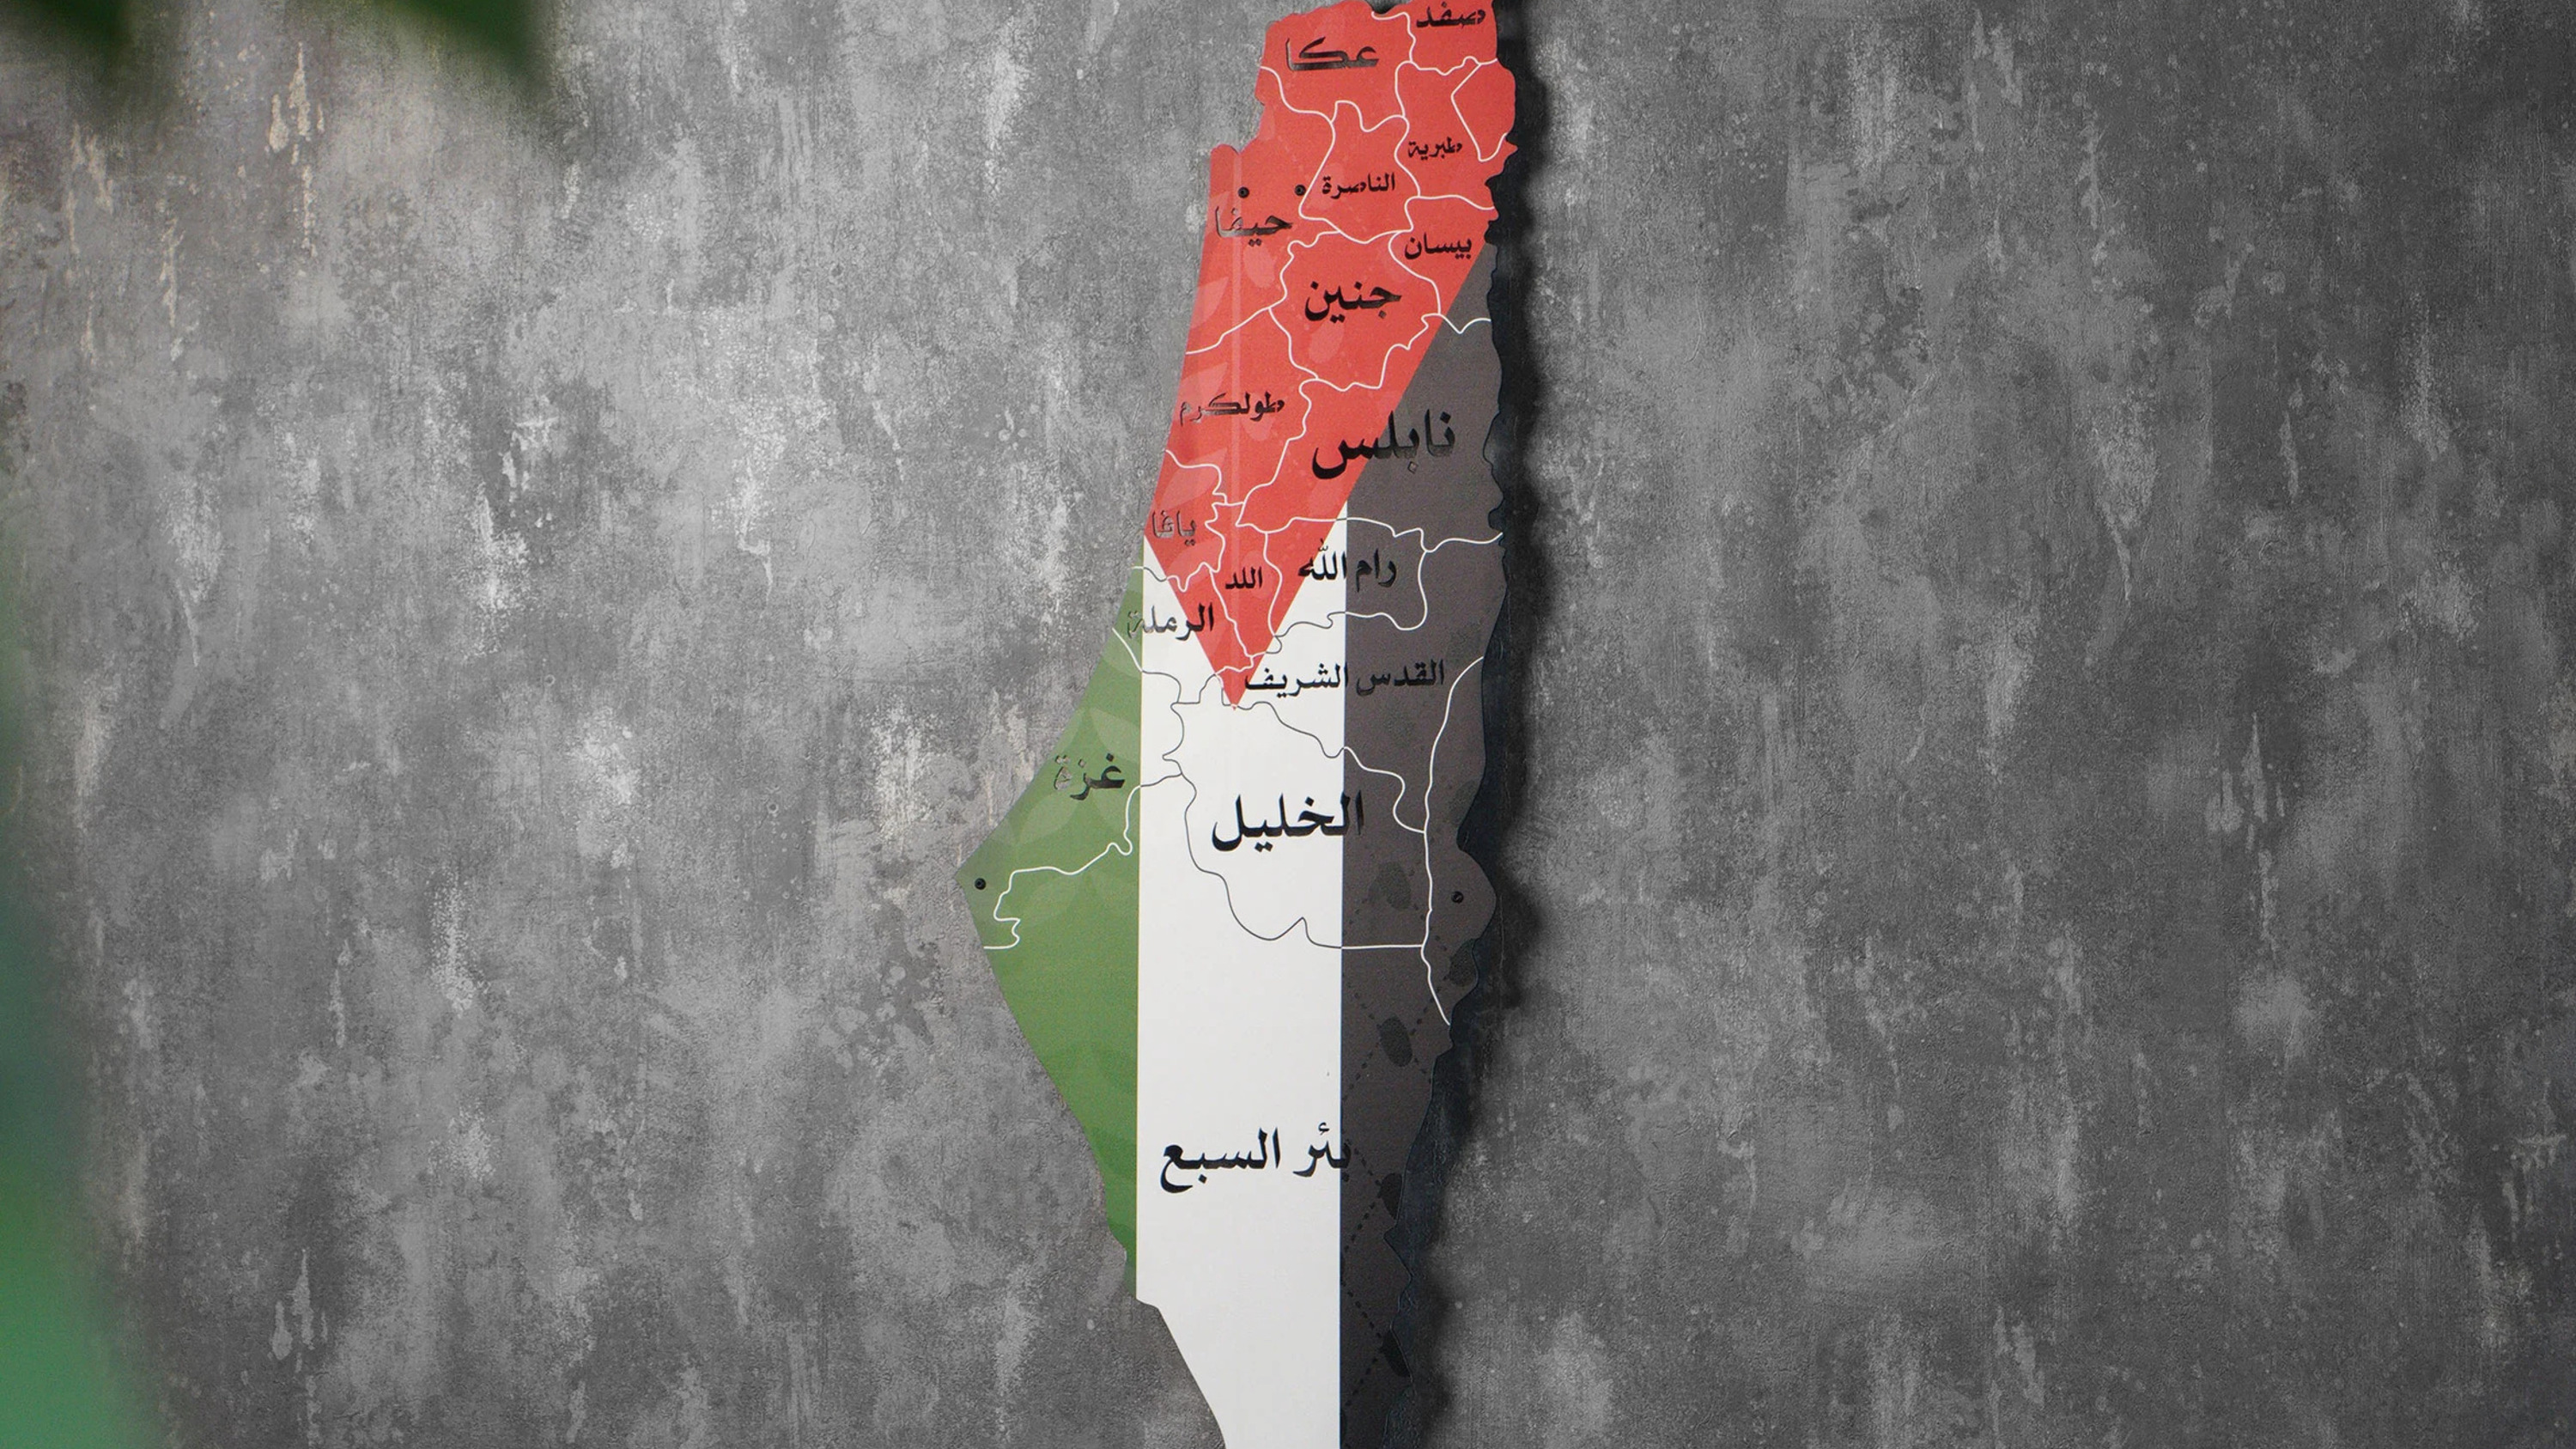 صفد
عكا
طبرية
الناصرة
حيفا
بيسان
جنين
طولكرم
نابلس
يافا
رام الله
اللد
الرملة
القدس الشريف
غزة
الخليل
بئر السبع